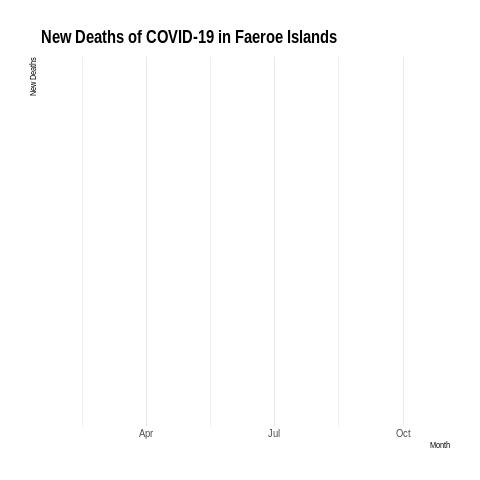 New Deaths of COVID-19 in Faeroe Islands
New Deaths
Apr Jul Oct
Month